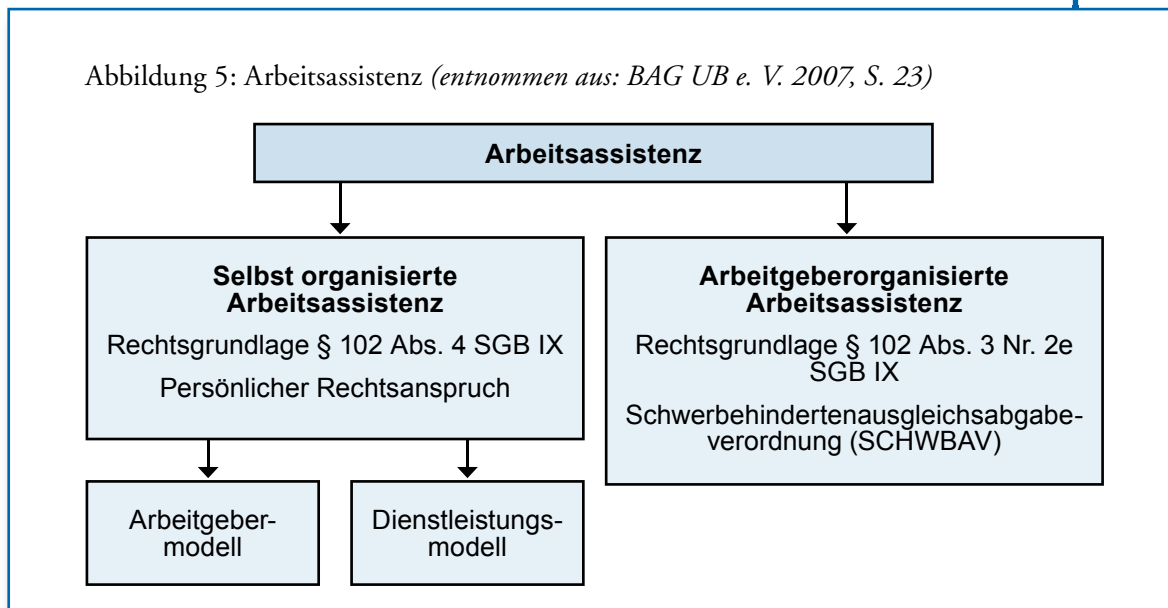 Abbildung 5: Arbeitsassistenz (entnommen aus: BAG UB e. V. 2007, S. 23)
Arbeitsassistenz
Selbst organisierte
Arbeitsassistenz
Rechtsgrundlage § 102 Abs. 4 SGB IX
Persönlicher Rechtsanspruch
Arbeitgeberorganisierte
Arbeitsassistenz
Rechtsgrundlage § 102 Abs. 3 Nr. 2e
SGB IX
Schwerbehindertenausgleichsabgabe-
verordnung (SCHWBAV)
Arbeitgeber-
modell
Dienstleistungs-
modell